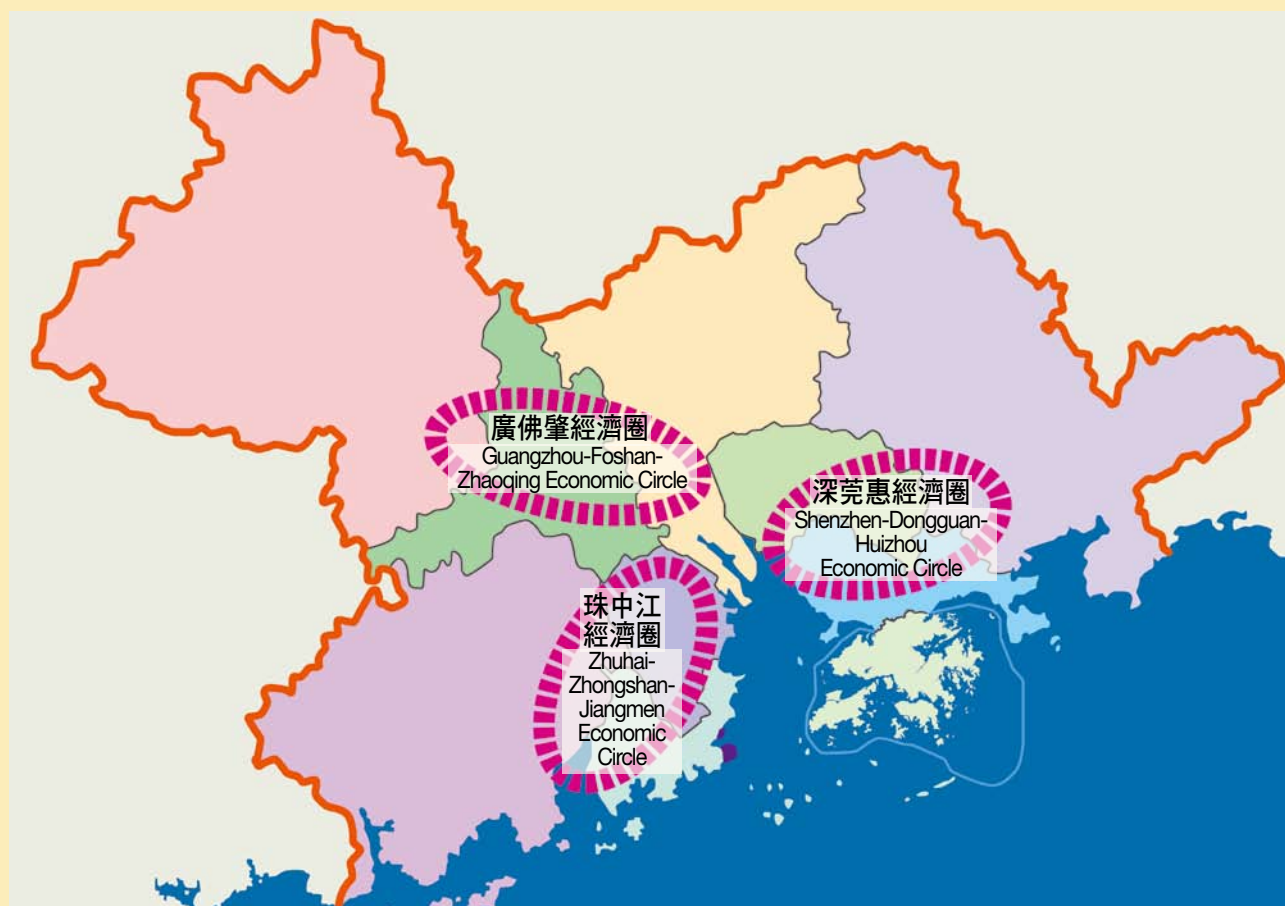 廣佛肇經濟圈
Guangzhou-Foshan-
Zhaoqing Economic Circle
深莞惠經濟圈
Shenzhen-Dongguan-
Huizhou
Economic Circle
珠中江
經濟圈
Zhuhai-
Zhongshan-
Jiangmen
Economic
Circle